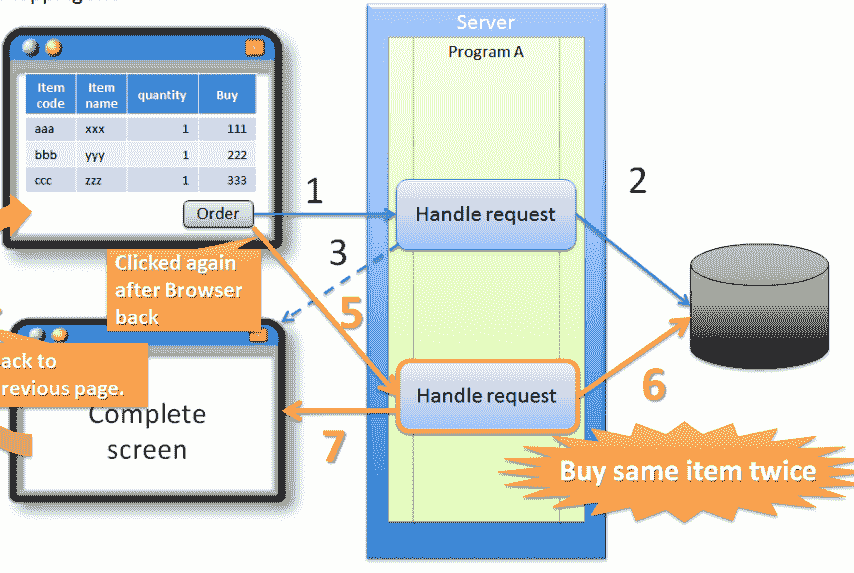 Server
Program A
Item code
Item name
quantity
Buy
aaa xxx 1 111
bbb yyy 1 222
ccc zzz 1 333
Order
1
Handle request
2
3
Clicked again
after Browser
back
5
ack to
revious page.
Complete
screen
Handle request
6
7
Buy same item twice